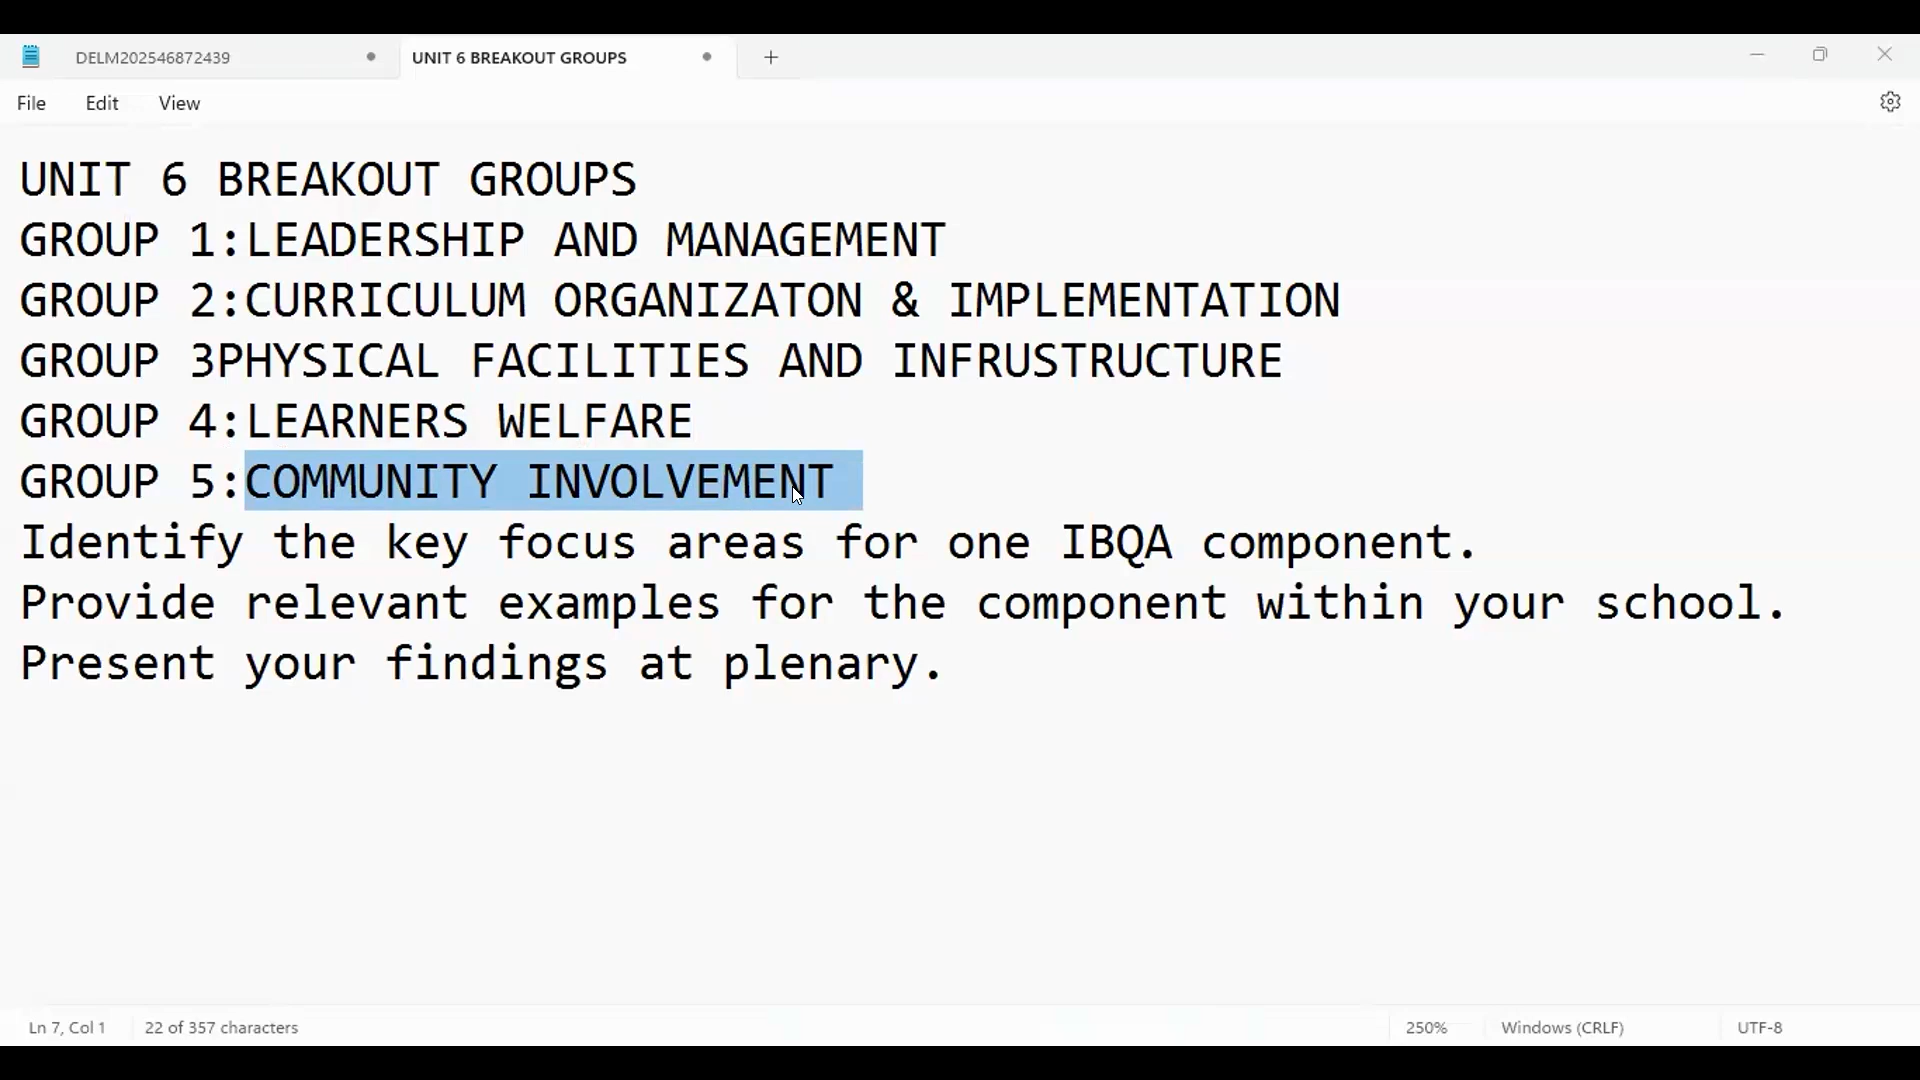 DELM202546872439
UNIT 6 BREAKOUT GROUPS
File Edit View
UNIT 6 BREAKOUT GROUPS
GROUP 1:LEADERSHIP AND MANAGEMENT
GROUP 2:CURRICULUM ORGANIZATON & IMPLEMENTATION
GROUP 3PHYSICAL FACILITIES AND INFRUSTRUCTURE
GROUP 4:LEARNERS WELFARE
GROUP 5:COMMUNITY INVOLVEMENT
Identify the key focus areas for one IBQA component.
Provide relevant examples for the component within your school.
Present your findings at plenary.
Ln 7, Col 1 22 of 357 characters 250% Windows (CRLF) UTF-8